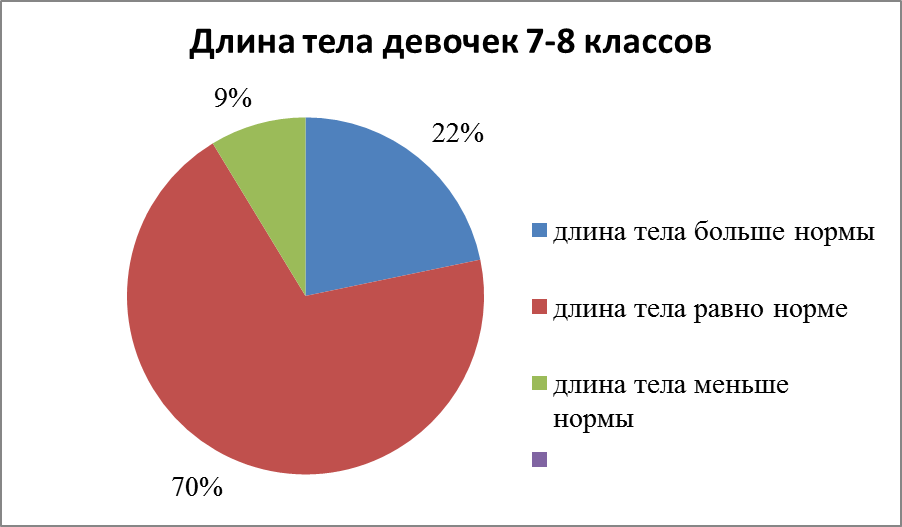 Длина тела девочек 7-8 классов
9%
22%
длина тела больше нормы
длина тела равно норме
длина тела меньше
нормы
70%